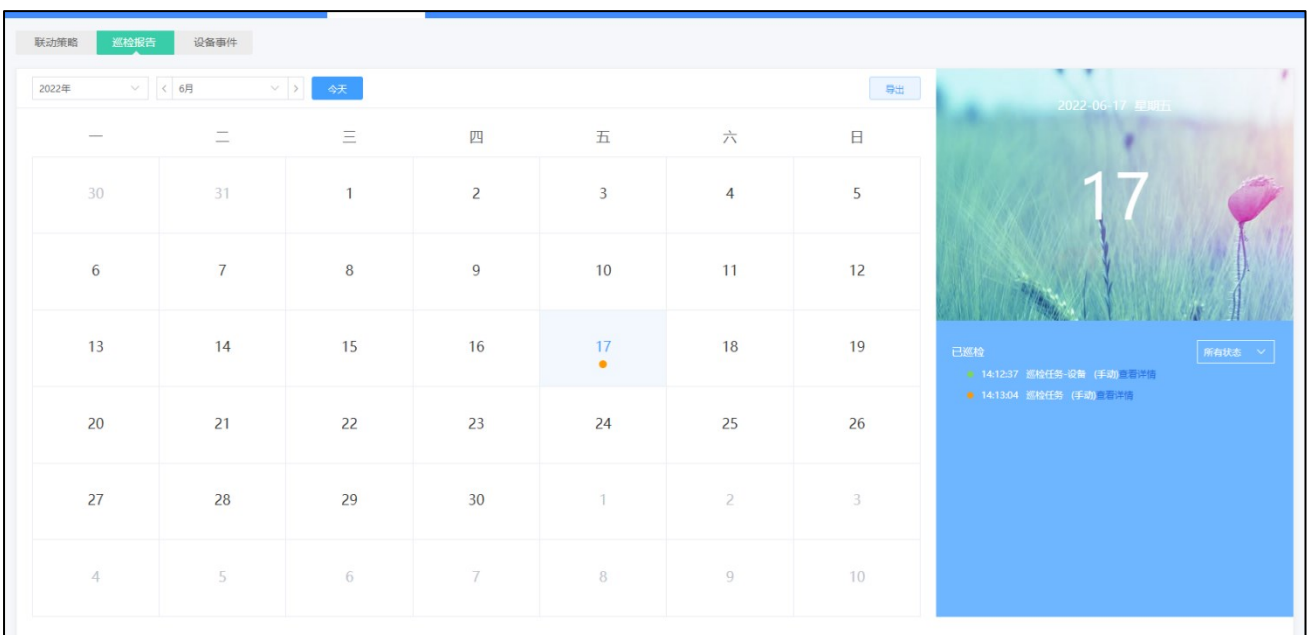 联动策略 巡检报告 设备事件
2022年 < 6月 > 今天 导出
一 二 三 四 五 六 日
30 31 1 2 3 4 5
6 7 8 9 10 11 12
13 14 15 16 17 18 19
20 21 22 23 24 25 26
27 28 29 30 1 2 3
4 5 6 7 8 9 10
2022-06-17 星期五
17
已巡检 所有状态
14:12:37 巡检任务-设备 (手动)查看详情
14:13:04 巡检任务 (手动)查看详情